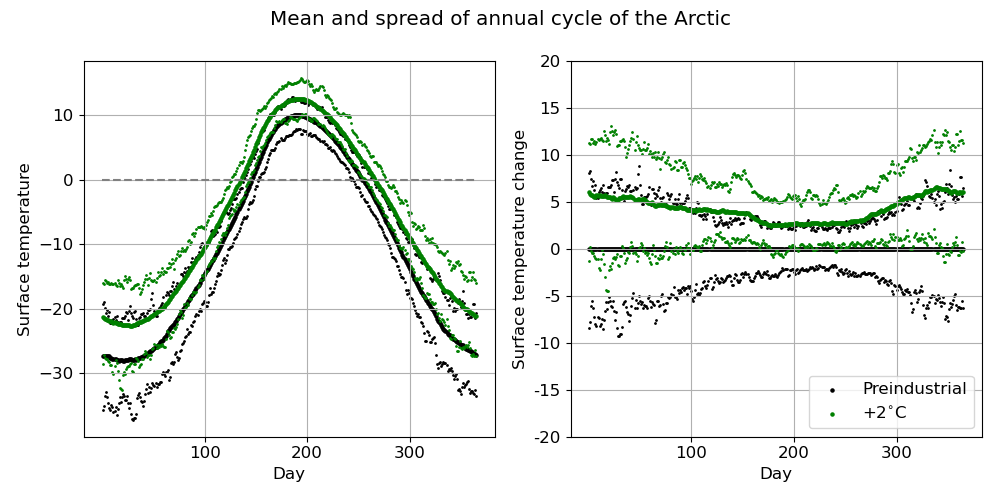 Mean and spread of annual cycle of the Arctic
Surface temperature
10
0
−10
−20
−30
100
200
300
Day
Surface temperature change
20
15
10
5
0
-5
-10
-15
-20
100
200
300
Day
Preindustrial
+2°C